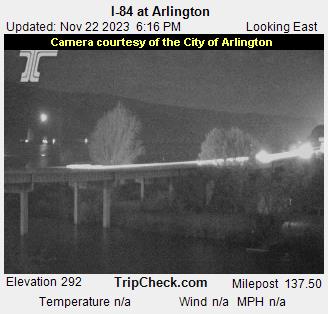 I-84 at Arlington
Updated: Nov 22 2023 6:16 PM Looking East
Camera courtesy of the City of Arlington
Elevation 292 TripCheck.com Milepost 137.50
Temperature n/a Wind n/a MPH n/a